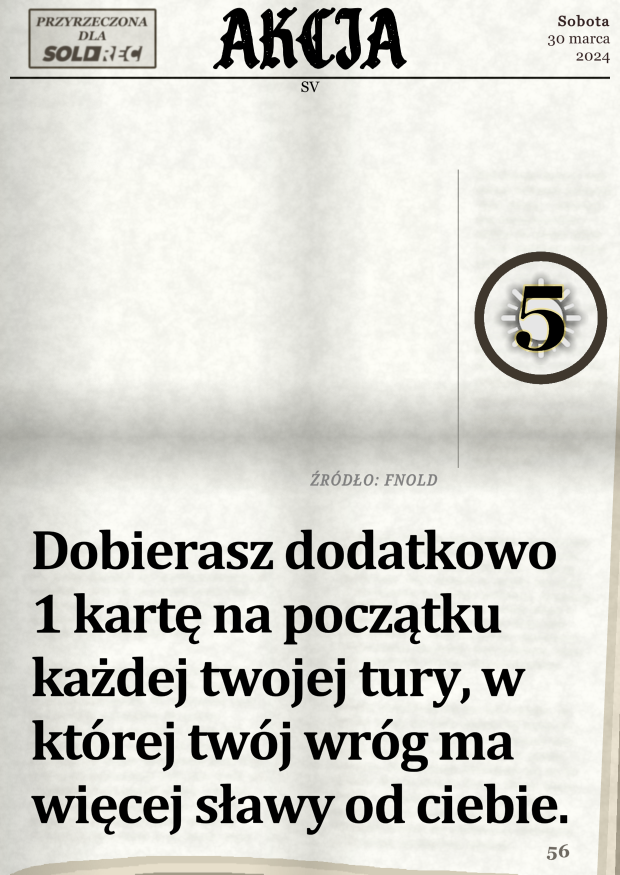 PRZYRZECZONA
DLA
SOLDREC
AKCJA
Sobota
30 marca
2024
SV
5
ŹRÓDŁO: FNOLD
Dobierasz dodatkowo
1 kartę na początku
każdej twojej tury, w
której twój wróg ma
więcej sławy od ciebie.
56